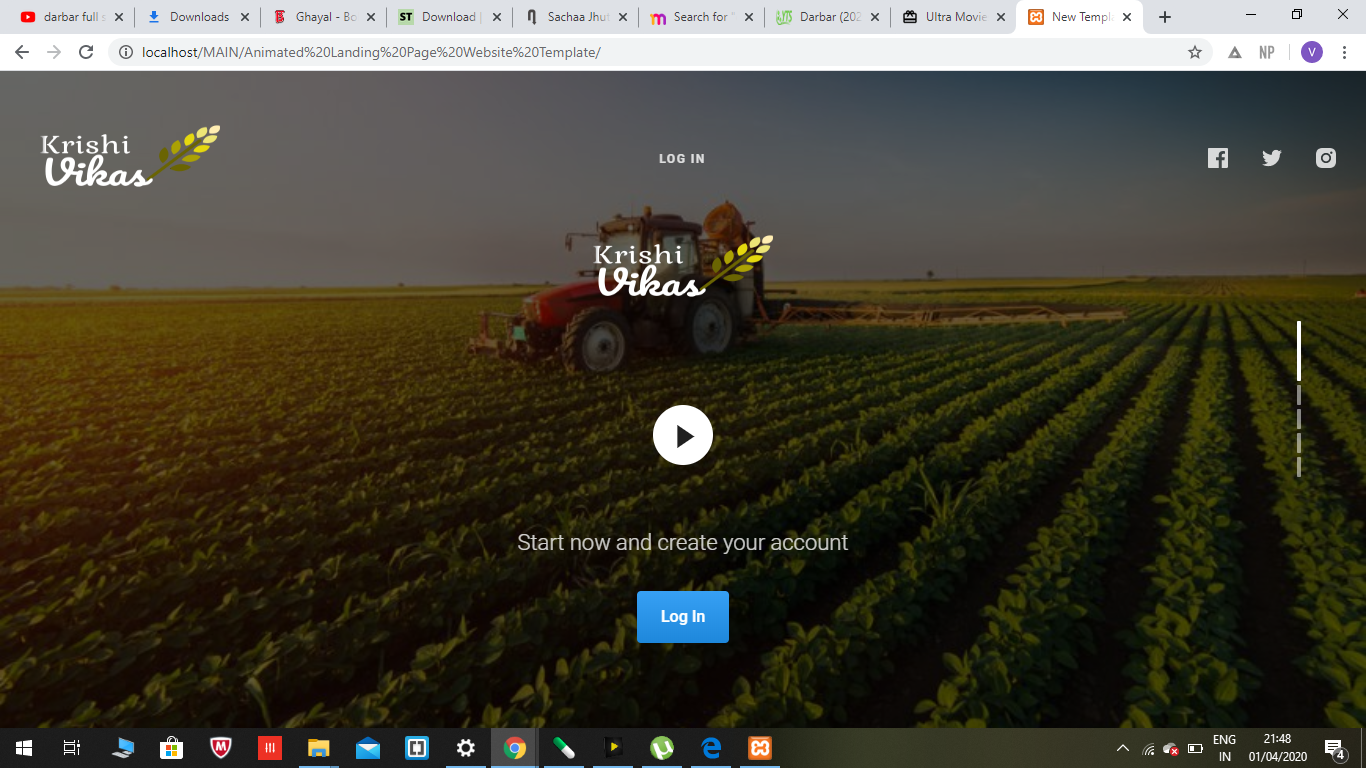 darbar full s
Downloads
Ghayal - Bo
ST Download |
Sachaa Jhut
Search for "
Darbar (202
Ultra Movie
New Templa
localhost/MAIN/Animated%20Landing%20Page%20Website%20Template/
NP
V
Krishi
Vikas
LOG IN
Krishi
Vikas
Start now and create your account
Log In
ENG
IN
21:48
01/04/2020
4